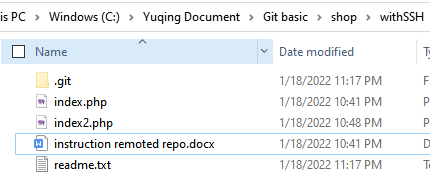 is PC > Windows (C:) > Yuqing Document > Git basic > shop > withSSH
Name Date modified T
.git 1/18/2022 11:17 PM F
index.php 1/18/2022 10:41 PM P
index2.php 1/18/2022 10:48 PM P
instruction remoted repo.docx 1/18/2022 10:41 PM D
readme.txt 1/18/2022 11:17 PM Te